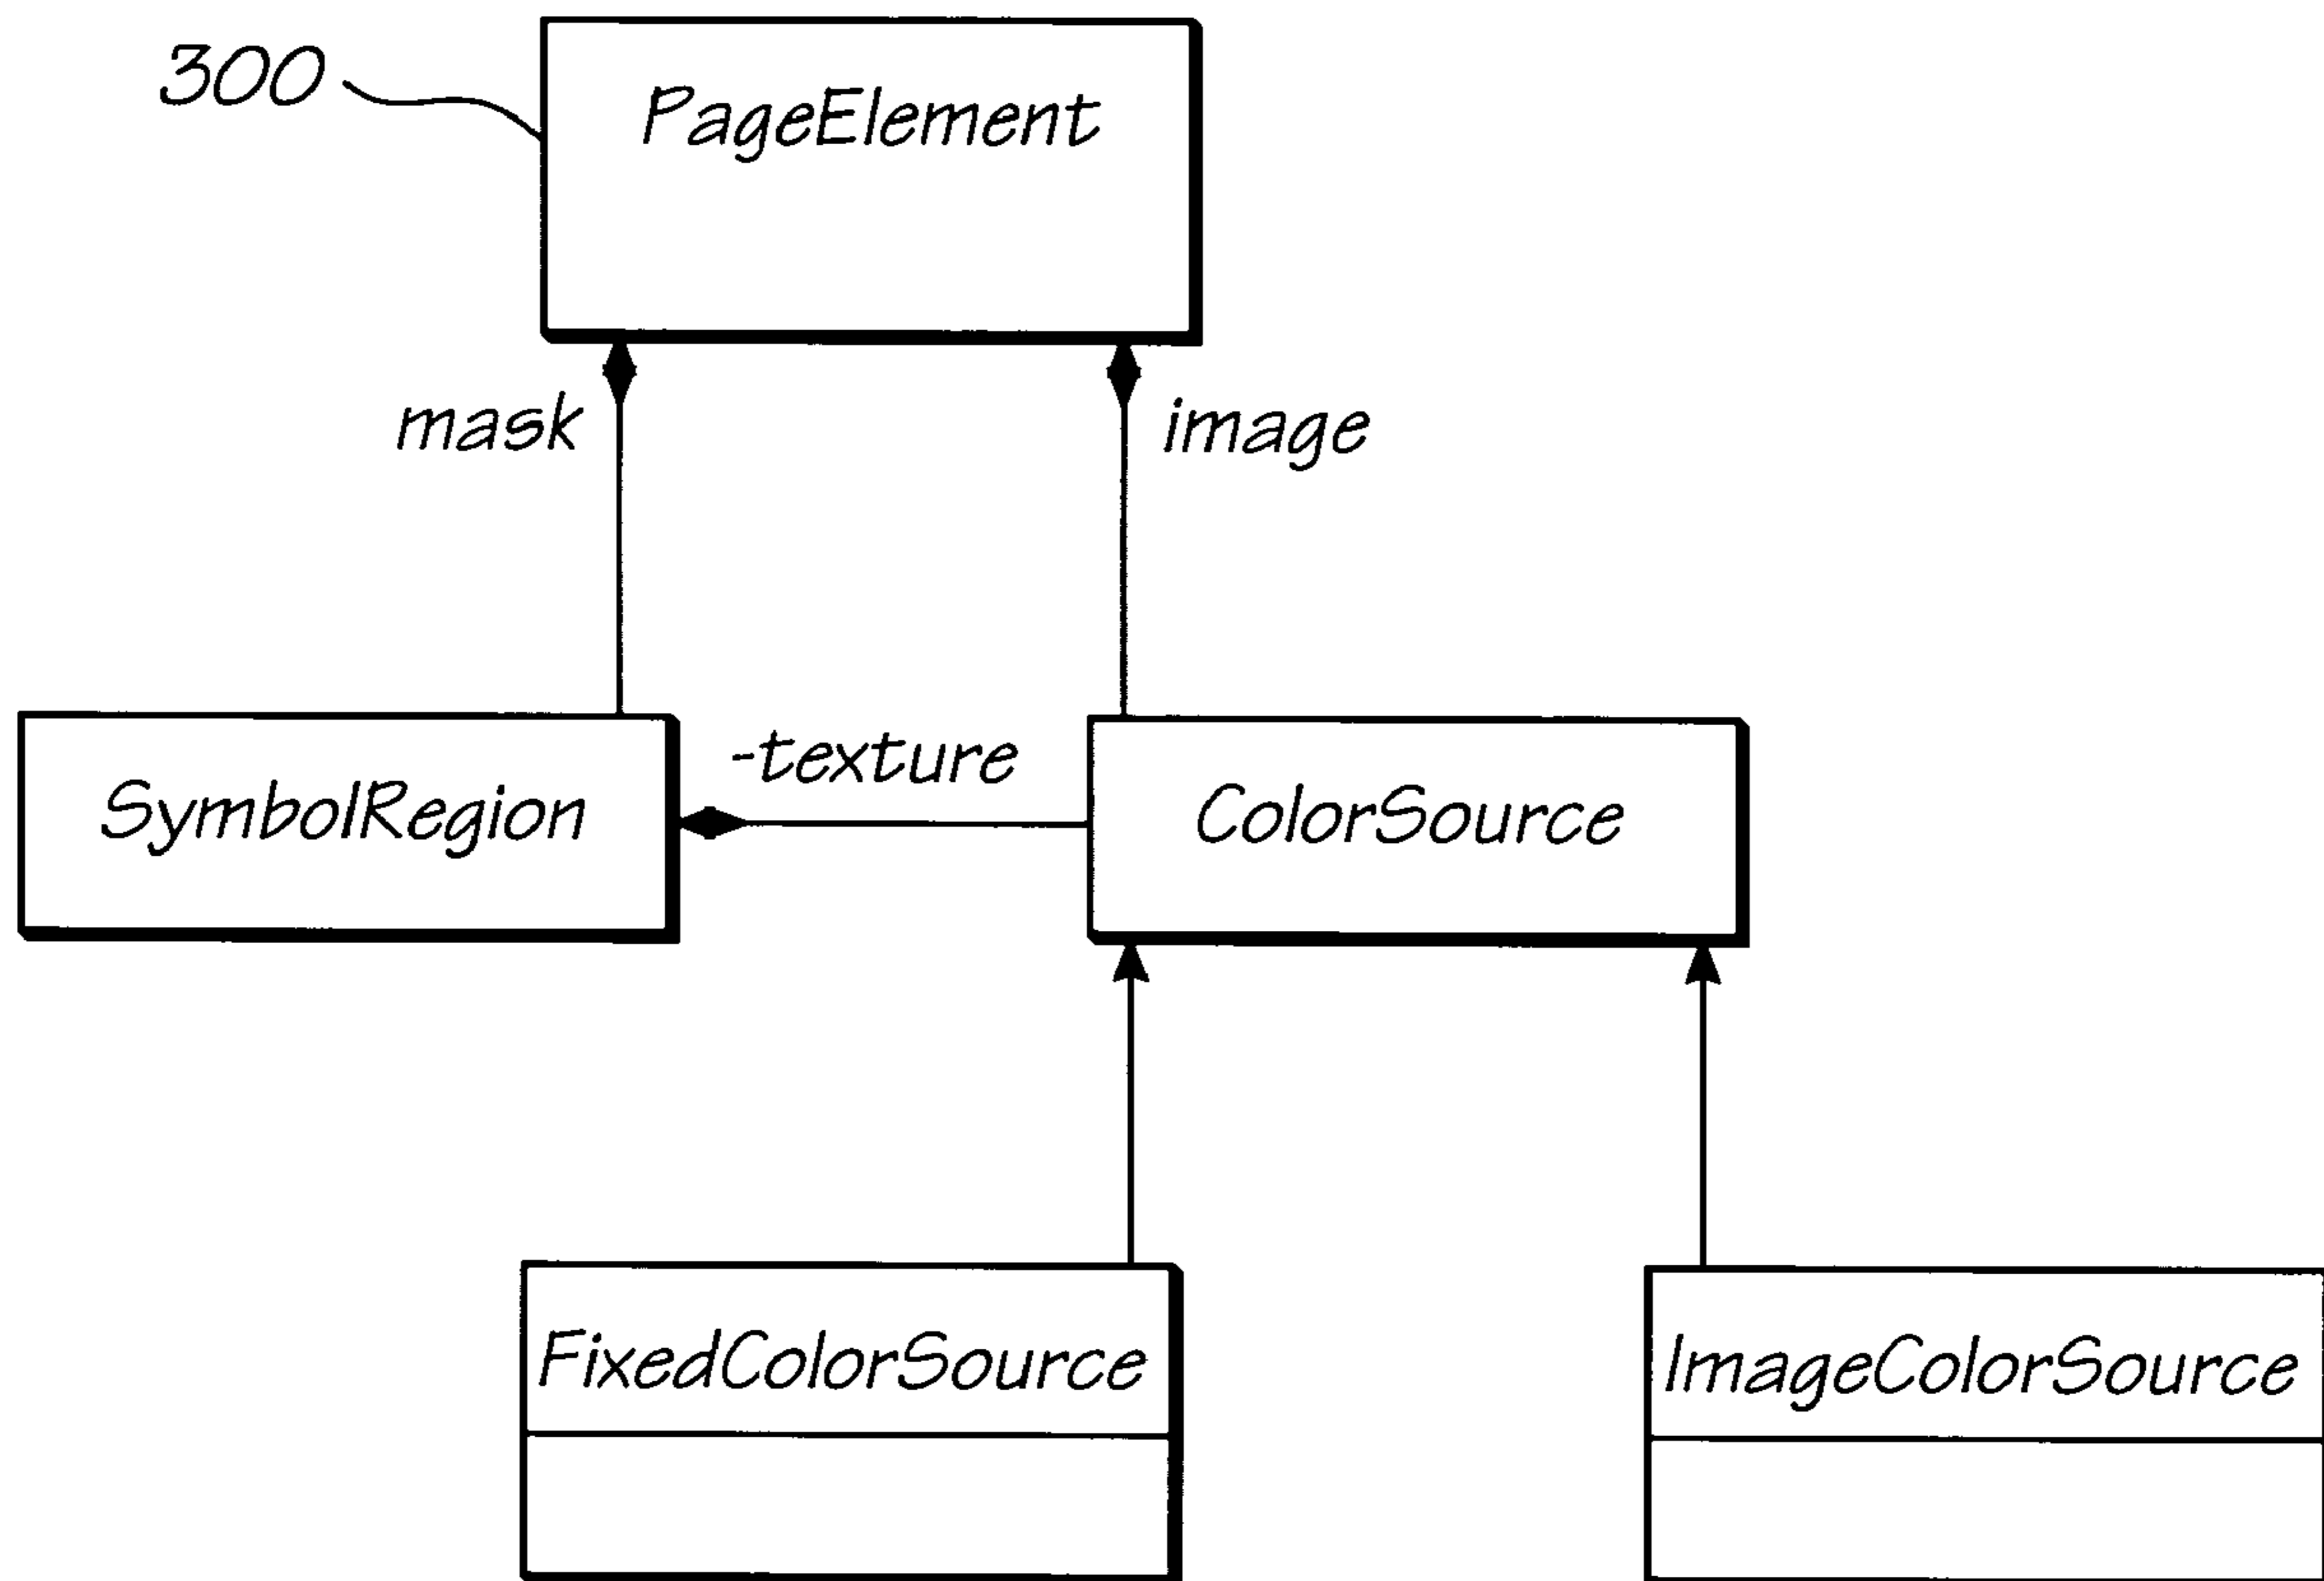 300
PageElement
mask
image
-texture
SymbolRegion
ColorSource
FixedColorSource
ImageColorSource